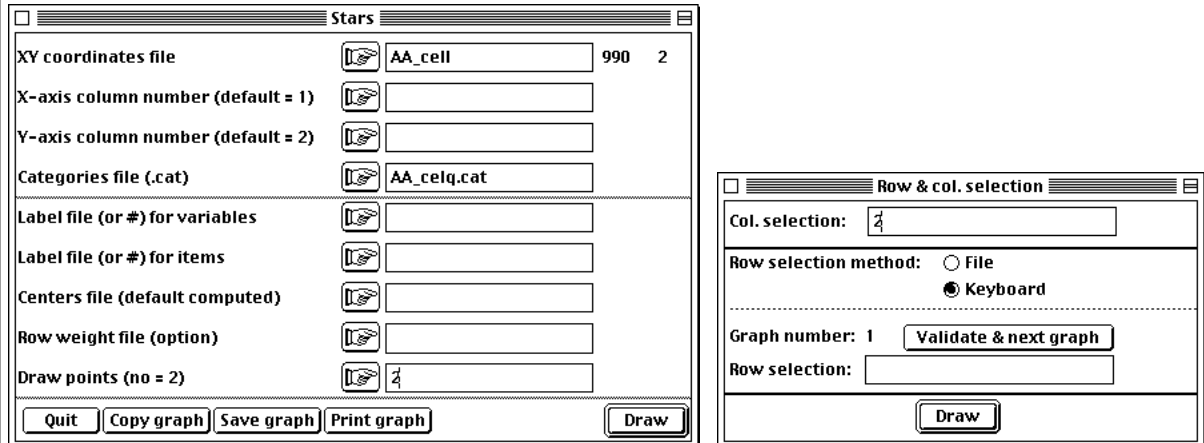 Stars
XY coordinates file AA_cell 990 2
X-axis column number (default = 1)
Y-axis column number (default = 2)
Categories file (.cat) AA_celq.cat
Label file (or #) for variables
Label file (or #) for items
Centers file (default computed)
Row weight file (option)
Draw points (no = 2) 2
Quit Copy graph Save graph Print graph Draw
Row & col. selection
Col. selection: 2
Row selection method: File
Keyboard
Graph number: 1 Validate & next graph
Row selection:
Draw